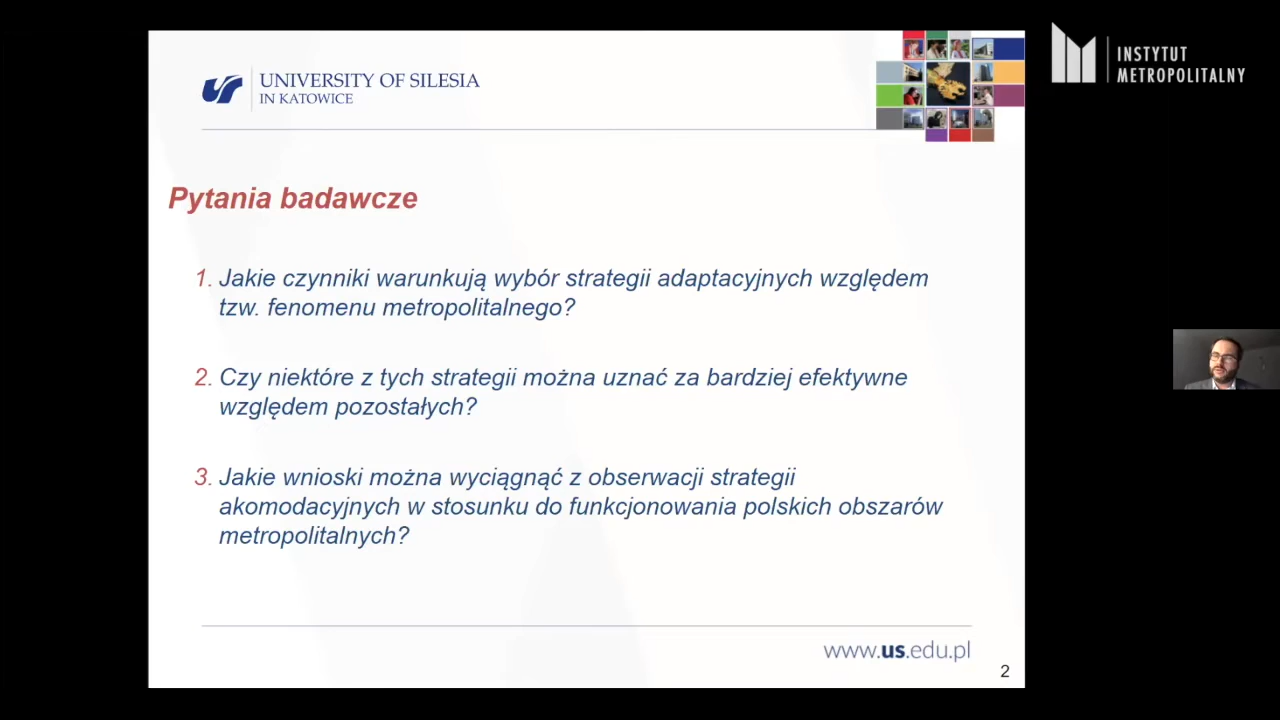 UNIVERSITY OF SILESIA
IN KATOWICE
INSTYTUT
METROPOLITALNY
Pytania badawcze
1. Jakie czynniki warunkują wybór strategii adaptacyjnych względem
tzw. fenomenu metropolitalnego?
2. Czy niektóre z tych strategii można uznać za bardziej efektywne
względem pozostałych?
3. Jakie wnioski można wyciągnąć z obserwacji strategii
akomodacyjnych w stosunku do funkcjonowania polskich obszarów
metropolitalnych?
www.us.edu.pl
2